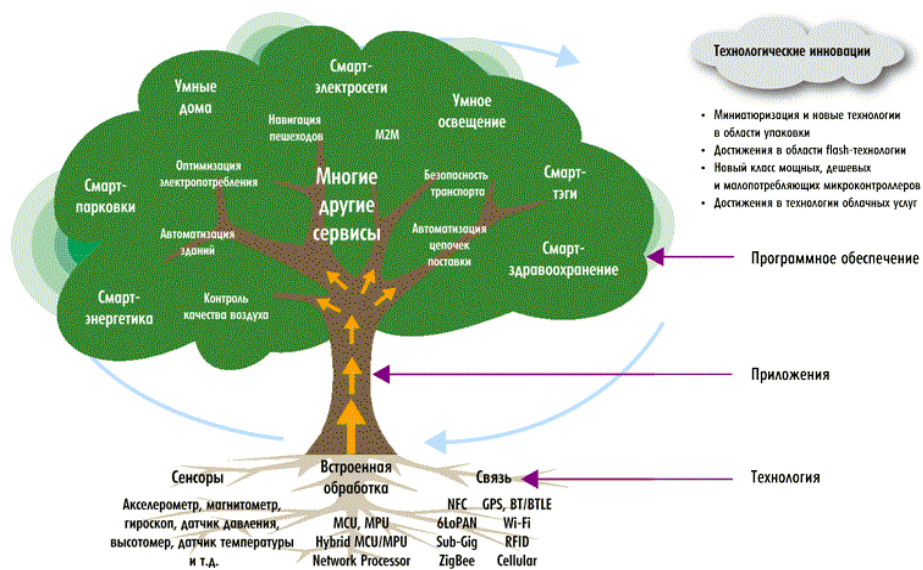 Технологические инновации
• Миниатюризация и новые технологии
в области упаковки
• Достижения в области flash-технологии
• Новый класс мощных, дешевых
и малопотребляющих микроконтроллеров
• Достижения в технологии облачных услуг
Умные
дома
Смарт-
электросети
Умное
освещение
Навигация
пешеходов
M2M
Оптимизация
электропотребления
Многие
другие
сервисы
Безопасность
транспорта
Смарт-
тэги
Смарт-
парковки
Автоматизация
зданий
Автоматизация
цепочек
поставки
Смарт-
здравоохранение
Смарт-
энергетика
Контроль
качества воздуха
Программное обеспечение
Приложения
Технология
Сенсоры
Акселерометр, магнитометр,
гироскоп, датчик давления,
высотомер, датчик температуры
и т.д.
Встроенная
обработка
MCU, MPU
Hybrid MCU/MPU
Network Processor
Связь
NFC GPS, BT/BTLE
6LoPAN Wi-Fi
Sub-Gig RFID
ZigBee Cellular